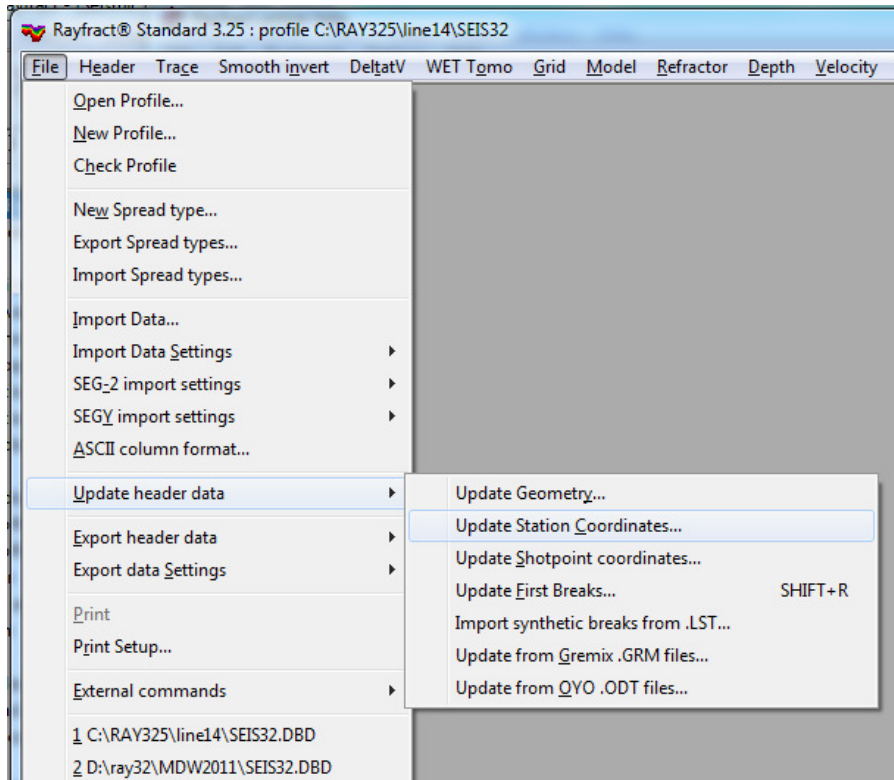 Rayfract® Standard 3.25 : profile C:\RAY325\line14\SEIS32
File Header Trace Smooth invert DeltatV WET Tomo Grid Model Refractor Depth Velocity
Open Profile...
New Profile...
Check Profile
New Spread type...
Export Spread types...
Import Spread types...
Import Data...
Import Data Settings
SEG-2 import settings
SEGY import settings
ASCII column format...
Update header data
Export header data
Export data Settings
Print
Print Setup...
External commands
1 C:\RAY325\line14\SEIS32.DBD
2 D:\ray32\MDW2011\SEIS32.DBD
Update Geometry...
Update Station Coordinates...
Update Shotpoint coordinates...
Update First Breaks... SHIFT+R
Import synthetic breaks from .LST...
Update from Gremix .GRM files...
Update from OYO .ODT files...